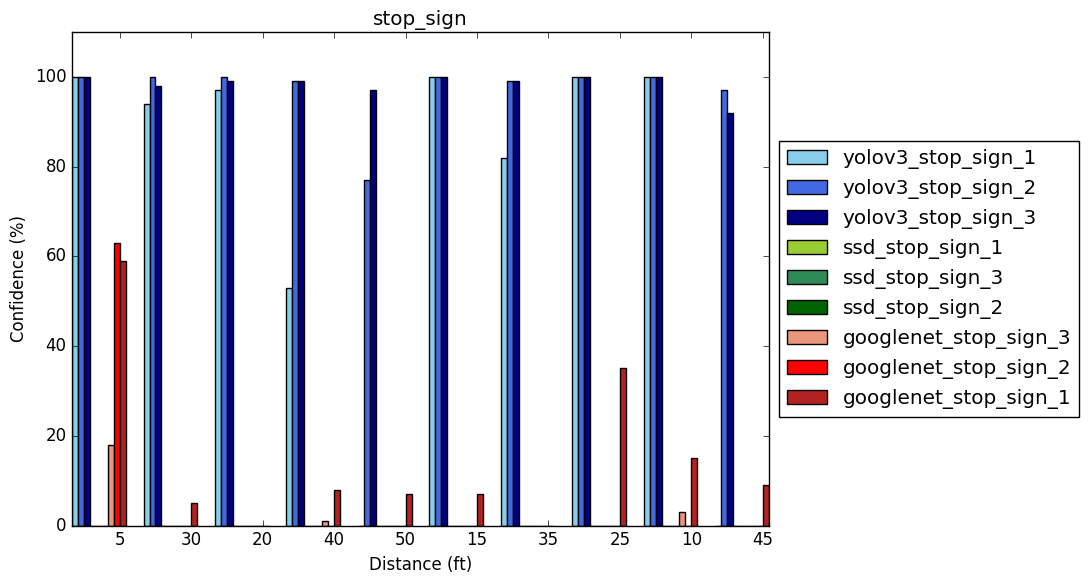 stop_sign
Confidence (%)
100
80
60
40
20
0
5 30 20 40 50 15 35 25 10 45
Distance (ft)
yolov3_stop_sign_1
yolov3_stop_sign_2
yolov3_stop_sign_3
ssd_stop_sign_1
ssd_stop_sign_3
ssd_stop_sign_2
googlenet_stop_sign_3
googlenet_stop_sign_2
googlenet_stop_sign_1